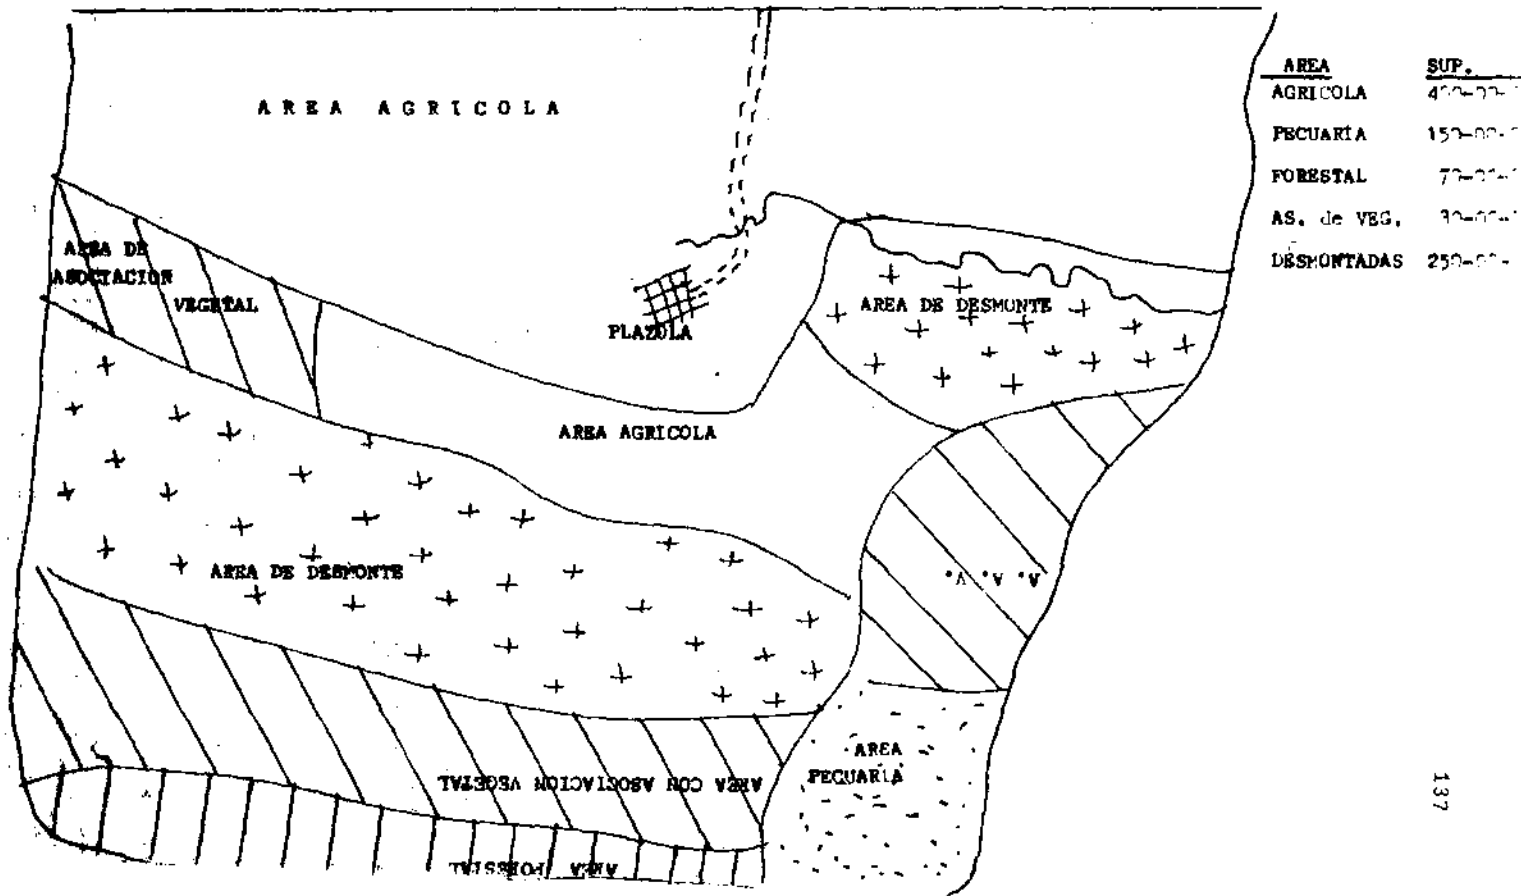 AREA SUP.
AGRICOLA
PECUARIA
FORESTAL
AS. de VEG.
DESMONTADAS
AREA AGRICOLA
AREA DE
ASOCIACION
VEGETAL
PLAZOLA
AREA DE DESMONTE
AREA AGRICOLA
AREA DE DESMONTE
A. A. V.
AREA CON ASOCIACION VEGETAL
AREA
PECUARIA
AREA FORESTAL
137